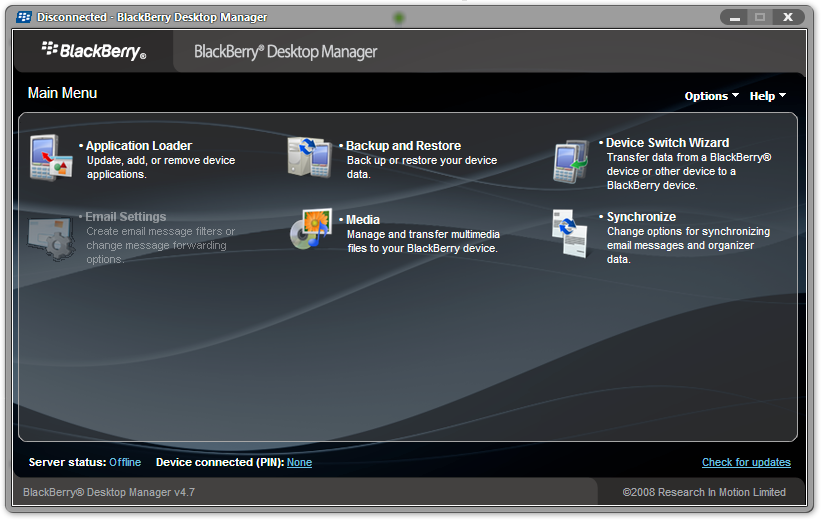 Disconnected - BlackBerry Desktop Manager
BlackBerry®
BlackBerry® Desktop Manager
Main Menu
Options
Help
• Application Loader
Update, add, or remove device
applications.
• Backup and Restore
Back up or restore your device
data.
• Device Switch Wizard
Transfer data from a BlackBerry®
device or other device to a
BlackBerry device.
• Email Settings
Create email message filters or
change message forwarding
options.
• Media
Manage and transfer multimedia
files to your BlackBerry device.
• Synchronize
Change options for synchronizing
email messages and organizer
data.
Server status: Offline
Device connected (PIN): None
Check for updates
BlackBerry® Desktop Manager v4.7
©2008 Research In Motion Limited